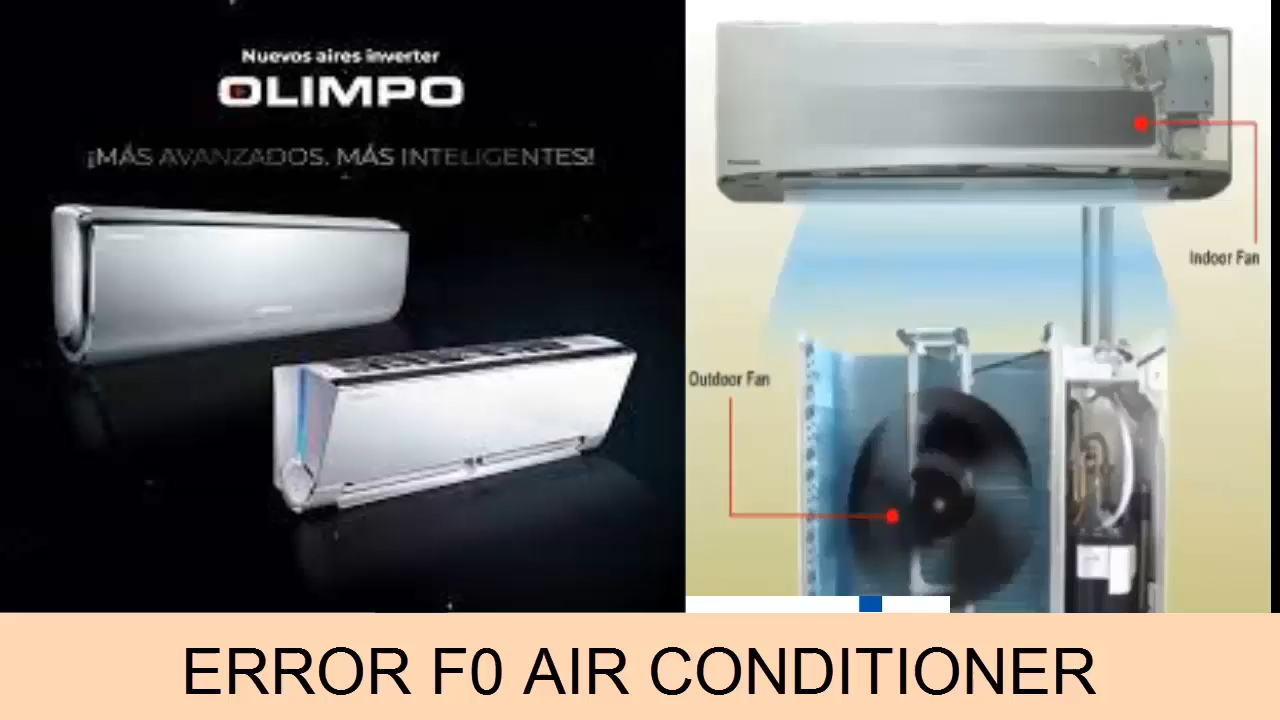 Nuevos aires inverter
OLIMPO
¡MÁS AVANZADOS. MÁS INTELIGENTES!
Indoor Fan
Outdoor Fan
ERROR F0 AIR CONDITIONER